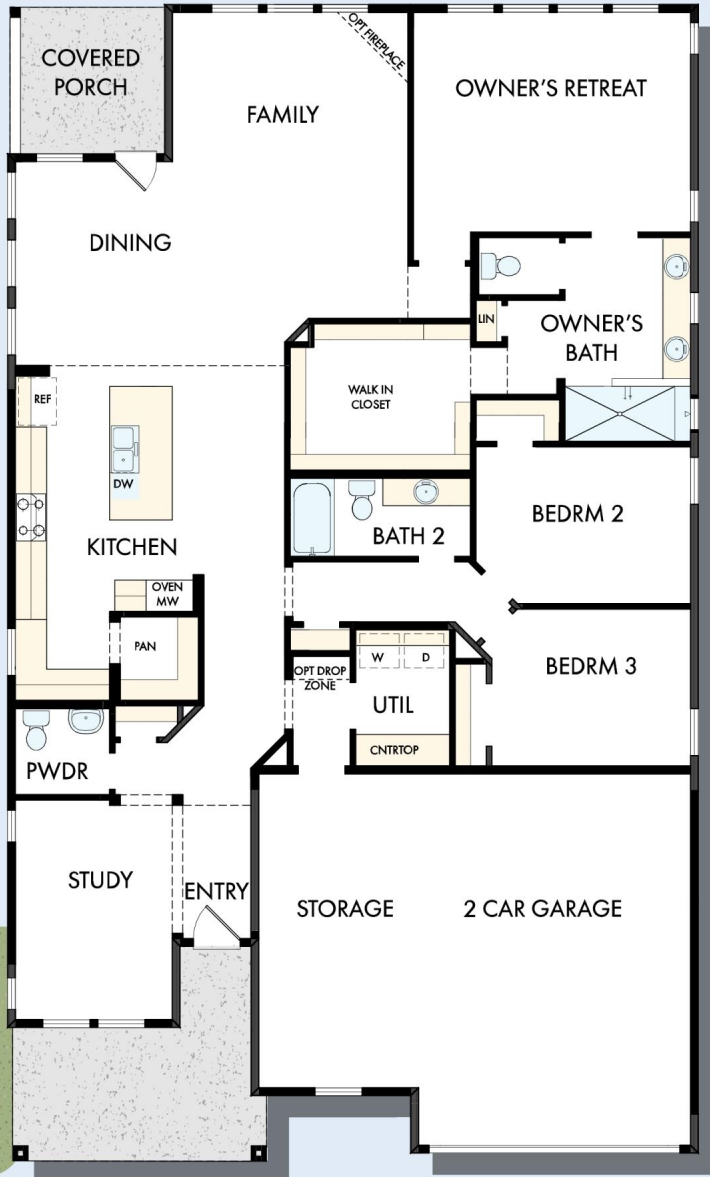 COVERED
PORCH
OPT FIREPLACE
FAMILY
OWNER'S RETREAT
DINING
LIN
OWNER'S
BATH
REF
WALK IN
CLOSET
DW
BATH 2
BEDRM 2
KITCHEN
OVEN
MW
PAN
W
D
OPT DROP
ZONE
BEDRM 3
UTIL
CNTRTOP
PWDR
STUDY
ENTRY
STORAGE
2 CAR GARAGE